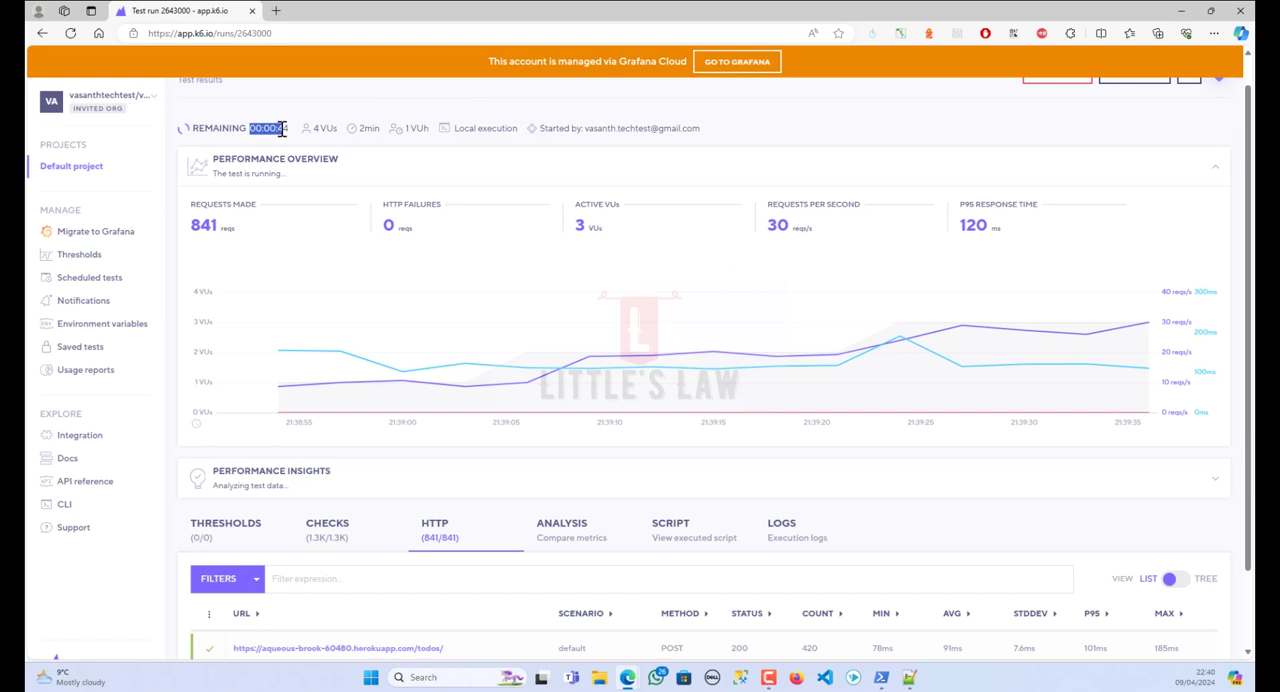 Test run 2643000 - app.k6.io
https://app.k6.io/runs/2643000
This account is managed via Grafana Cloud GO TO GRAFANA
Test results
VA vasanthtechtest/v...
INVITED ORG
REMAINING 00:00:44 4 VUs 2min 1 VUh Local execution Started by: vasanth.techtest@gmail.com
PROJECTS
Default project
MANAGE
Migrate to Grafana
Thresholds
Scheduled tests
Notifications
Environment variables
Saved tests
Usage reports
EXPLORE
Integration
Docs
API reference
CLI
Support
PERFORMANCE OVERVIEW
The test is running...
REQUESTS MADE HTTP FAILURES ACTIVE VUs REQUESTS PER SECOND P95 RESPONSE TIME
841 reqs 0 reqs 3 VUs 30 reqs/s 120 ms
4 VUs 40 reqs/s 300ms
3 VUs 30 reqs/s
200ms
2 VUs 20 reqs/s
100ms
1 VUs 10 reqs/s
0 VUs 0 reqs/s 0ms
L
LITTLE'S LAW
21:38:55 21:39:00 21:39:05 21:39:10 21:39:15 21:39:20 21:39:25 21:39:30 21:39:35
PERFORMANCE INSIGHTS
Analyzing test data...
THRESHOLDS CHECKS HTTP ANALYSIS SCRIPT LOGS
(0/0) (1.3K/1.3K) (841/841) Compare metrics View executed script Execution logs
FILTERS Filter expression... VIEW LIST TREE
URL SCENARIO METHOD STATUS COUNT MIN AVG STDDEV P95 MAX
https://aqueous-brook-60480.herokuapp.com/todos/ default POST 200 420 78ms 91ms 7.6ms 101ms 185ms
9°C
Mostly cloudy
Search
26
22:40
09/04/2024